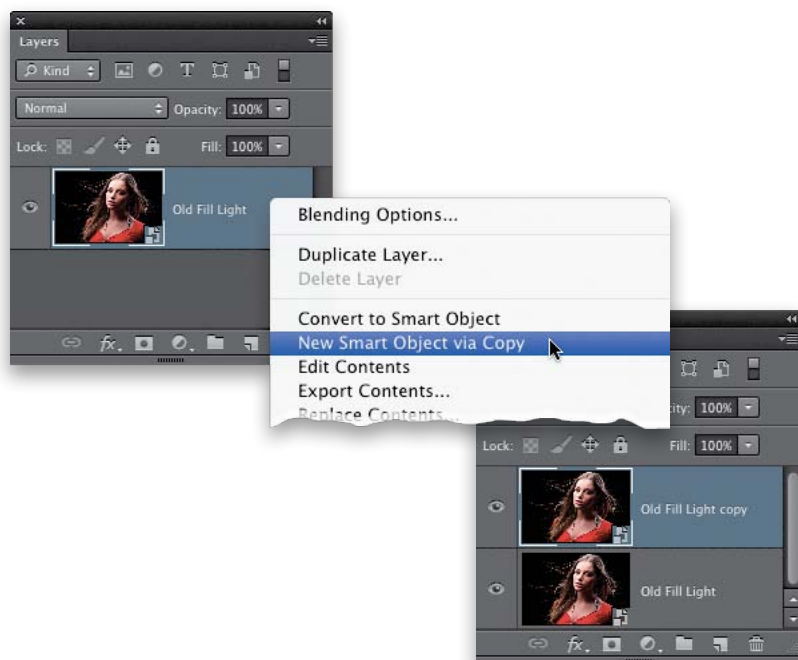 Layers
Kind
Normal
Opacity: 100%
Lock:
Fill: 100%
Old Fill Light
Blending Options...
Duplicate Layer...
Delete Layer
Convert to Smart Object
New Smart Object via Copy
Edit Contents
Export Contents...
Replace Contents...
city: 100%
Lock:
Fill: 100%
Old Fill Light copy
Old Fill Light
fx.
fx.